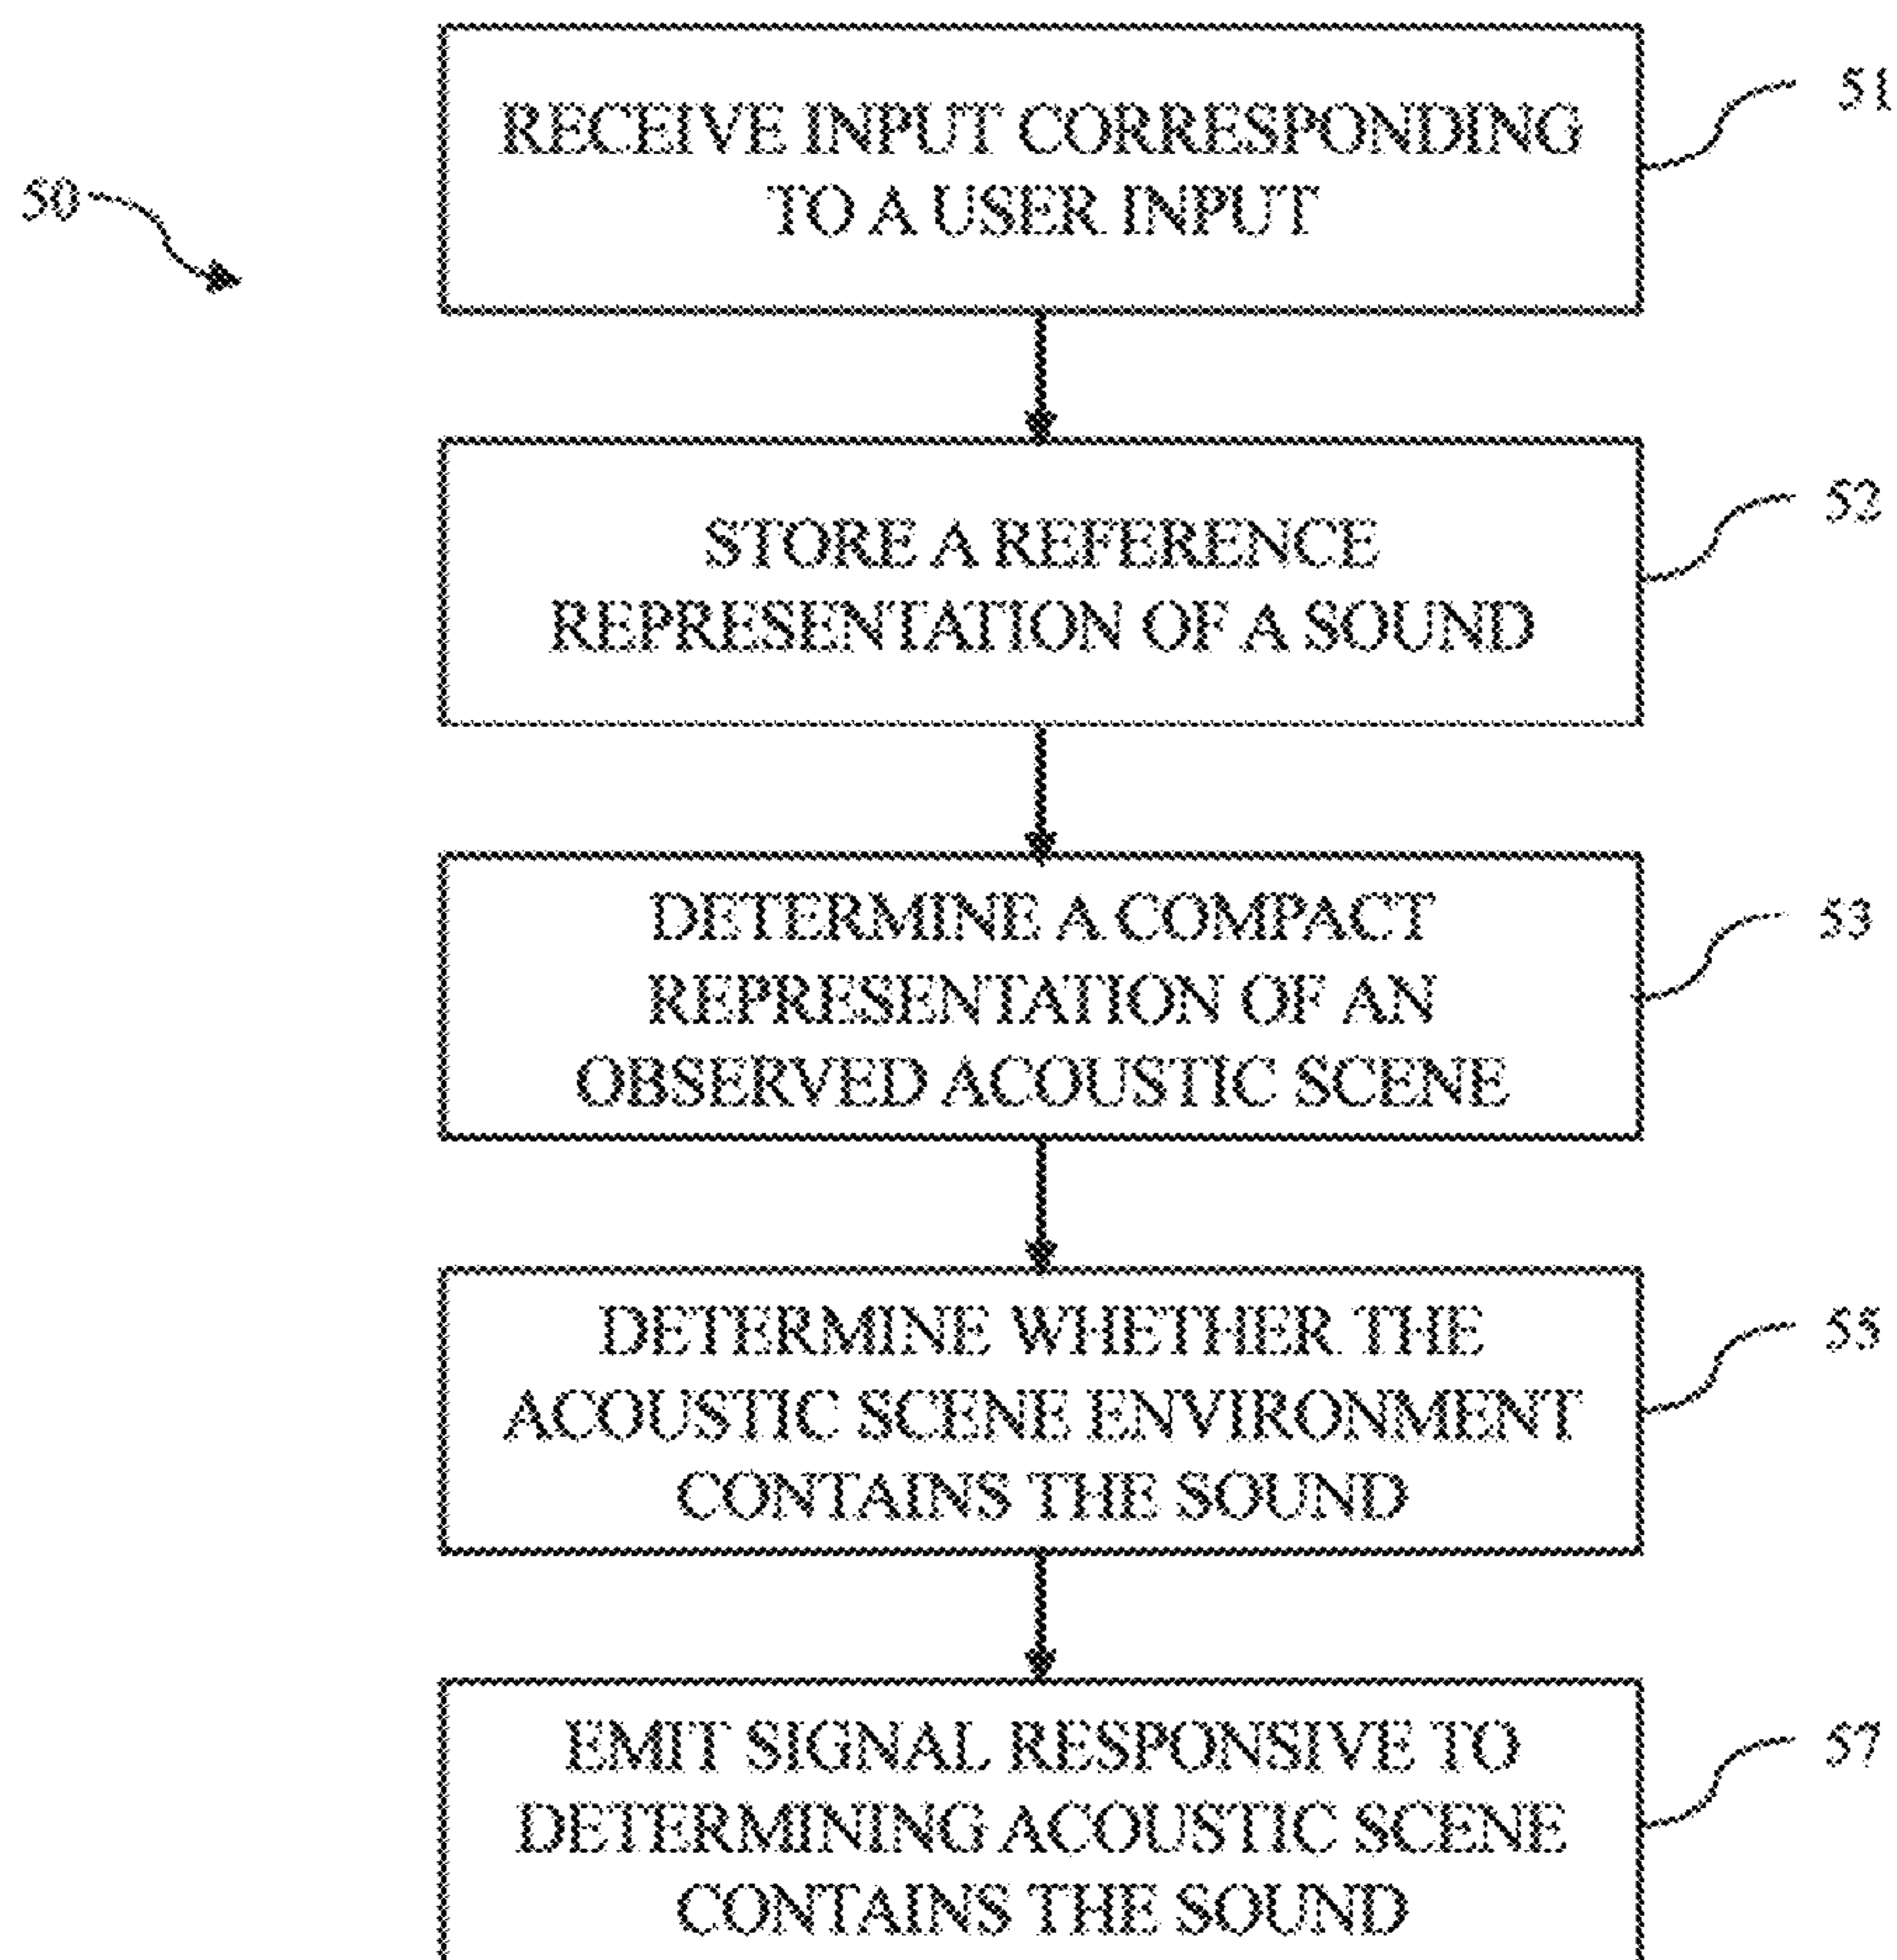 50
RECEIVE INPUT CORRESPONDING
TO A USER INPUT
51
STORE A REFERENCE
REPRESENTATION OF A SOUND
52
DETERMINE A COMPACT
REPRESENTATION OF AN
OBSERVED ACOUSTIC SCENE
53
DETERMINE WHETHER THE
ACOUSTIC SCENE ENVIRONMENT
CONTAINS THE SOUND
55
EMIT SIGNAL RESPONSIVE TO
DETERMINING ACOUSTIC SCENE
CONTAINS THE SOUND
57